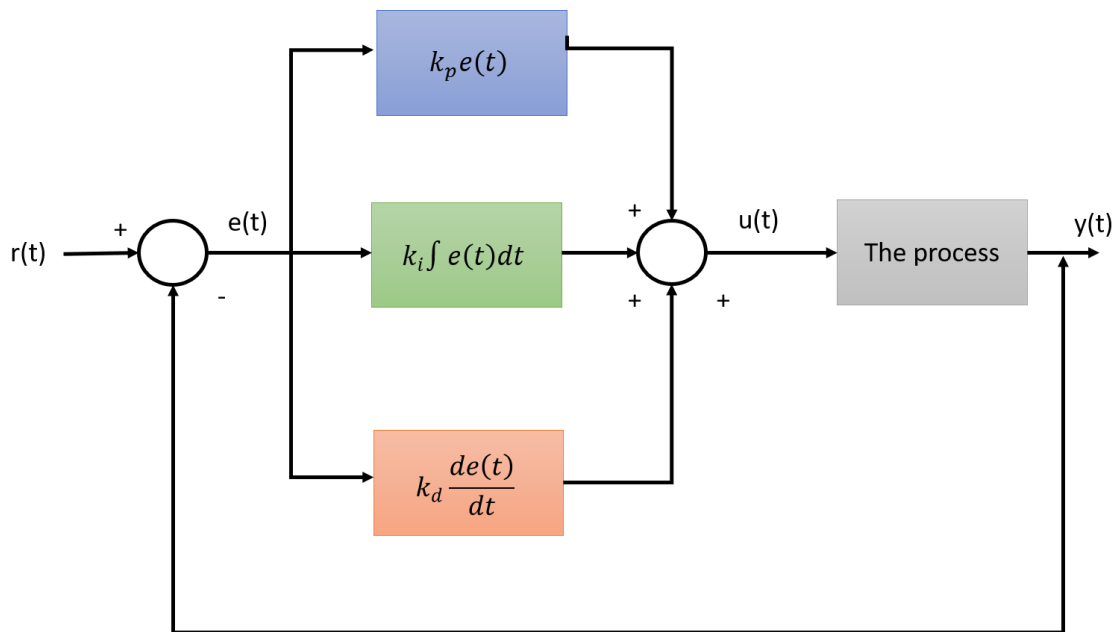 k_p e(t)
+
e(t)
+
u(t)
y(t)
r(t)
k_i ∫ e(t)dt
The process
-
+
+
k_d de(t)
dt